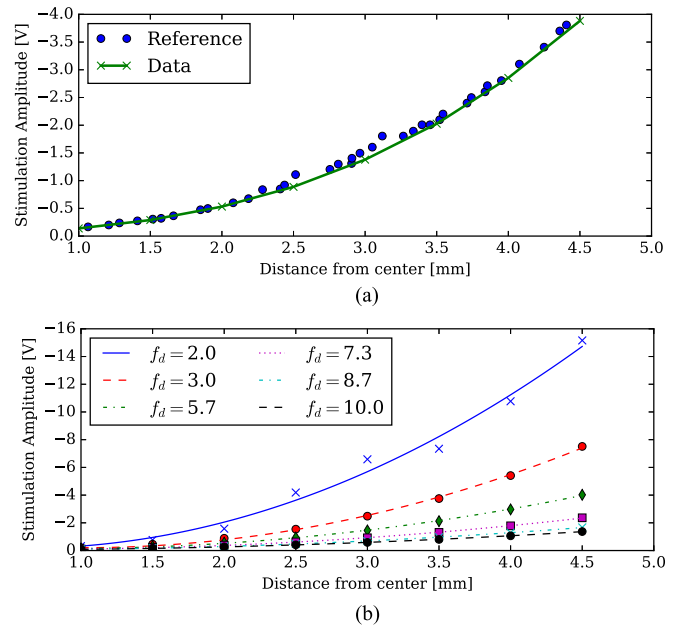 −4.0
−3.5
−3.0
−2.5
−2.0
−1.5
−1.0
−0.5
0.0
Stimulation Amplitude [V]
Reference
Data
1.0 1.5 2.0 2.5 3.0 3.5 4.0 4.5 5.0
Distance from center [mm]
(a)
−16
−14
−12
−10
−8
−6
−4
−2
0
Stimulation Amplitude [V]
f_d = 2.0
f_d = 3.0
f_d = 5.7
f_d = 7.3
f_d = 8.7
f_d = 10.0
1.0 1.5 2.0 2.5 3.0 3.5 4.0 4.5 5.0
Distance from center [mm]
(b)